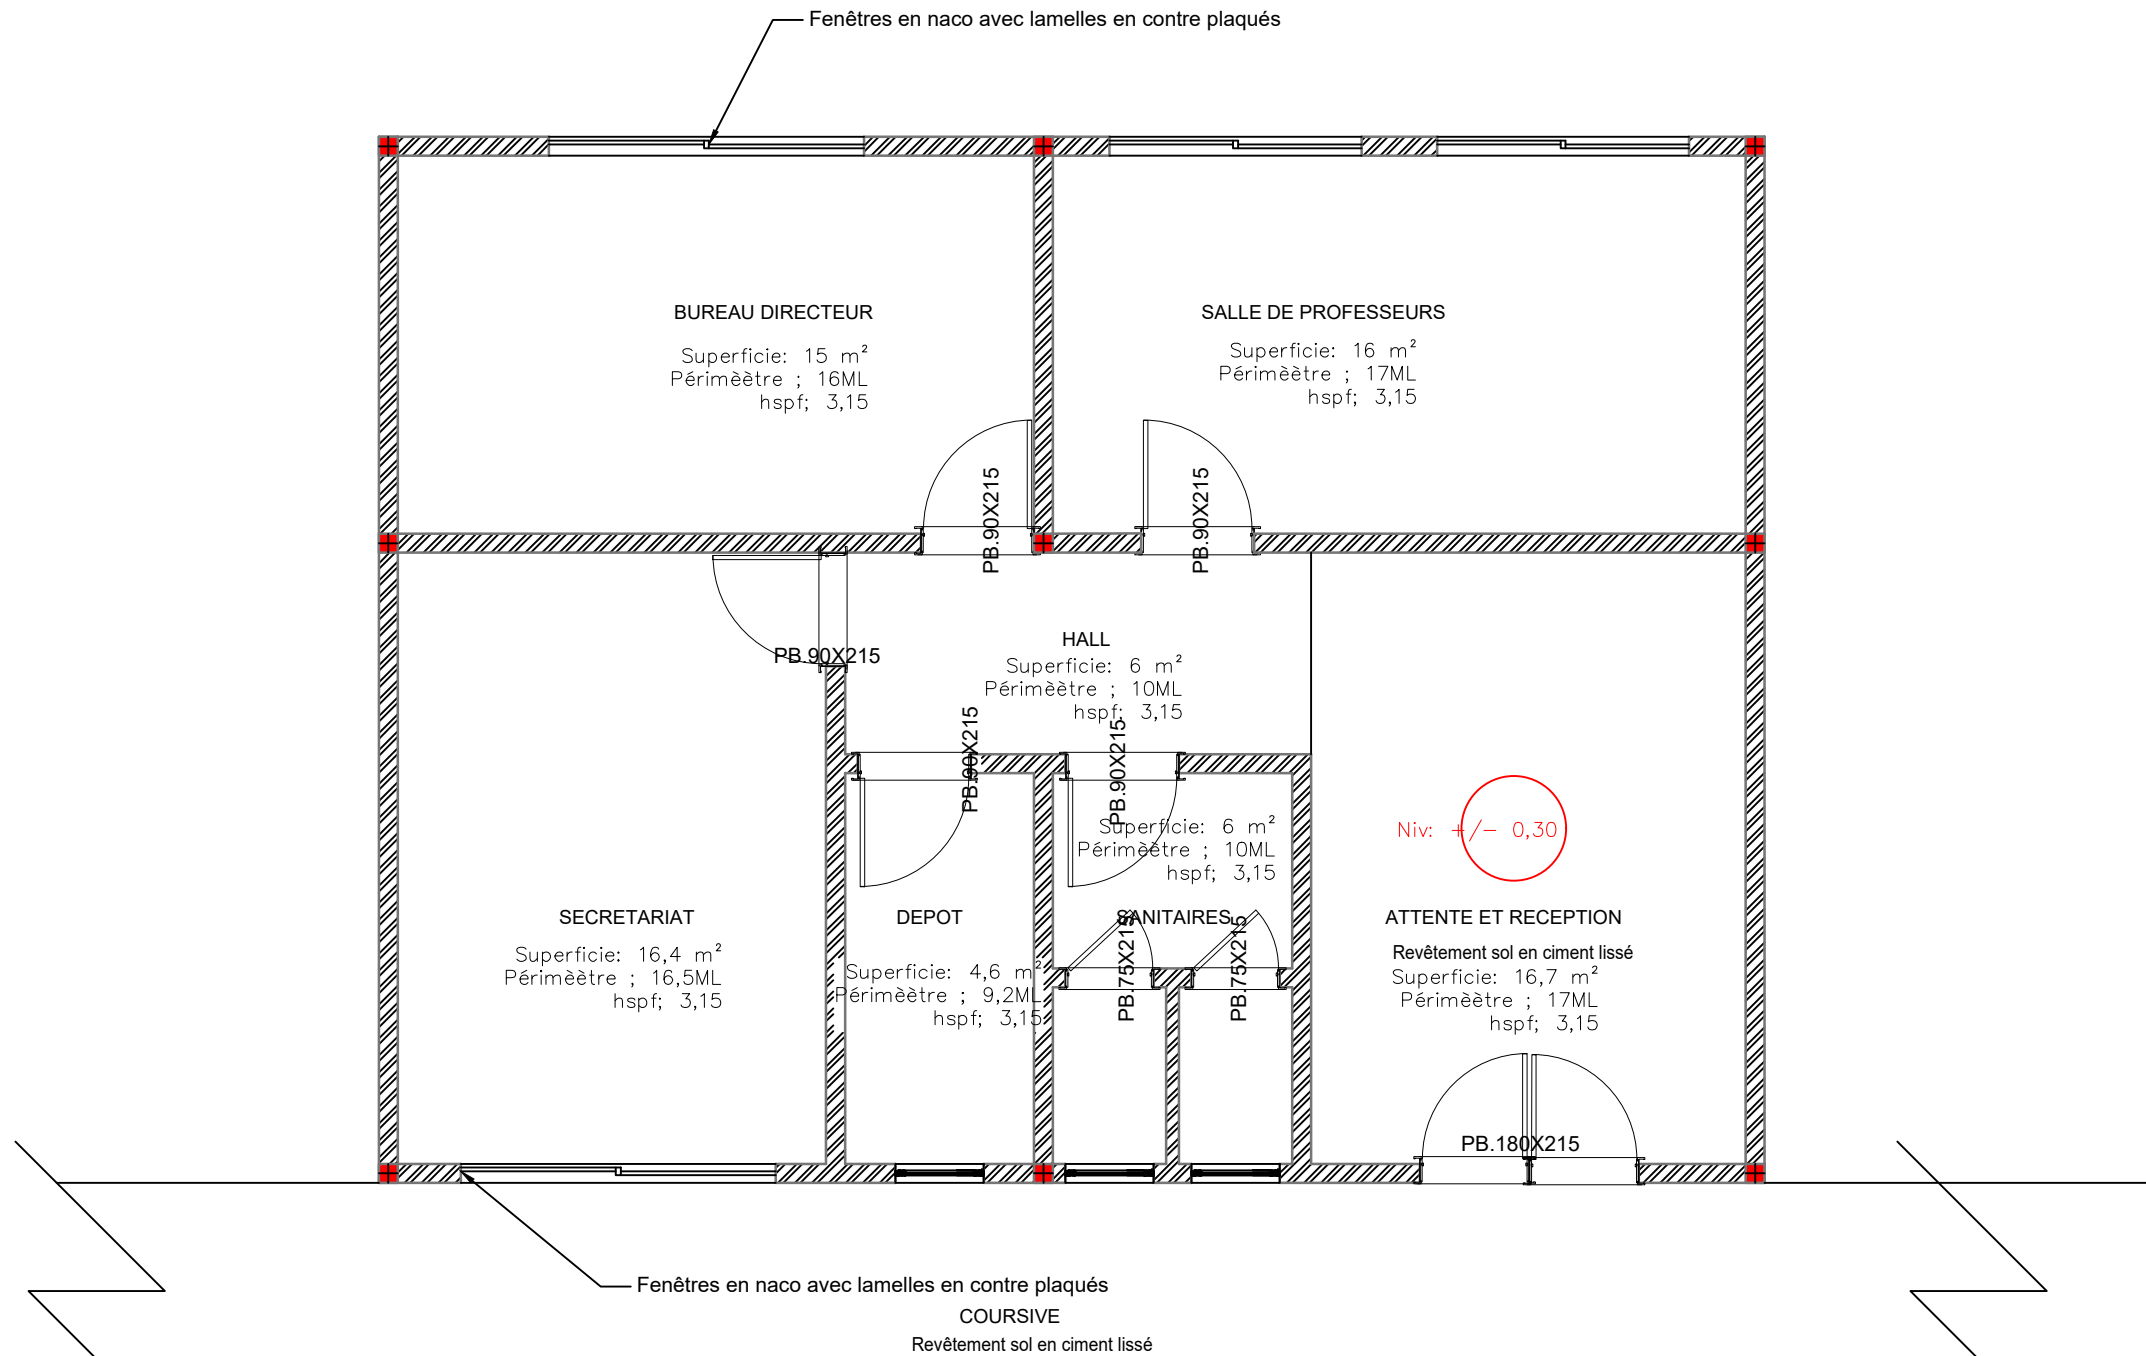 Fenêtres en naco avec lamelles en contre plaqués
BUREAU DIRECTEUR
Superficie: 15 m²
Périmèètre ; 16ML
hspf; 3,15
SALLE DE PROFESSEURS
Superficie: 16 m²
Périmèètre ; 17ML
hspf; 3,15
PB.90X215
PB.90X215
PB.90X215
HALL
Superficie: 6 m²
Périmèètre ; 10ML
hspf; 3,15
PB.90X215
PB.90X215
Superficie: 6 m²
Périmèètre ; 10ML
hspf; 3,15
Niv: +/- 0,30
SECRETARIAT
Superficie: 16,4 m²
Périmèètre ; 16,5ML
hspf; 3,15
DEPOT
Superficie: 4,6 m²
Périmèètre ; 9,2ML
hspf; 3,15
SANITAIRES
PB.75X215
PB.75X215
ATTENTE ET RECEPTION
Revêtement sol en ciment lissé
Superficie: 16,7 m²
Périmèètre ; 17ML
hspf; 3,15
PB.180X215
Fenêtres en naco avec lamelles en contre plaqués
COURSIVE
Revêtement sol en ciment lissé